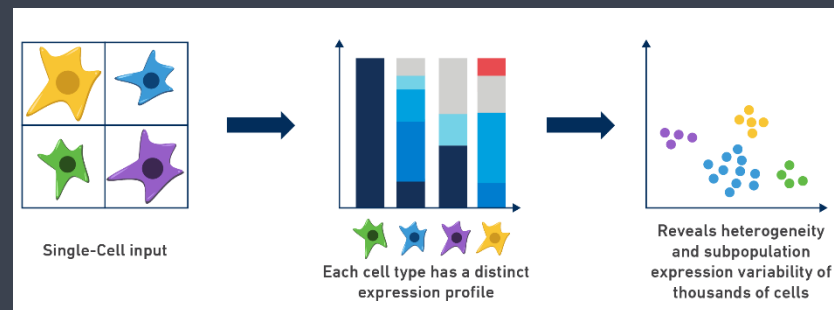 Single-Cell input
Each cell type has a distinct
expression profile
Reveals heterogeneity
and subpopulation
expression variability of
thousands of cells